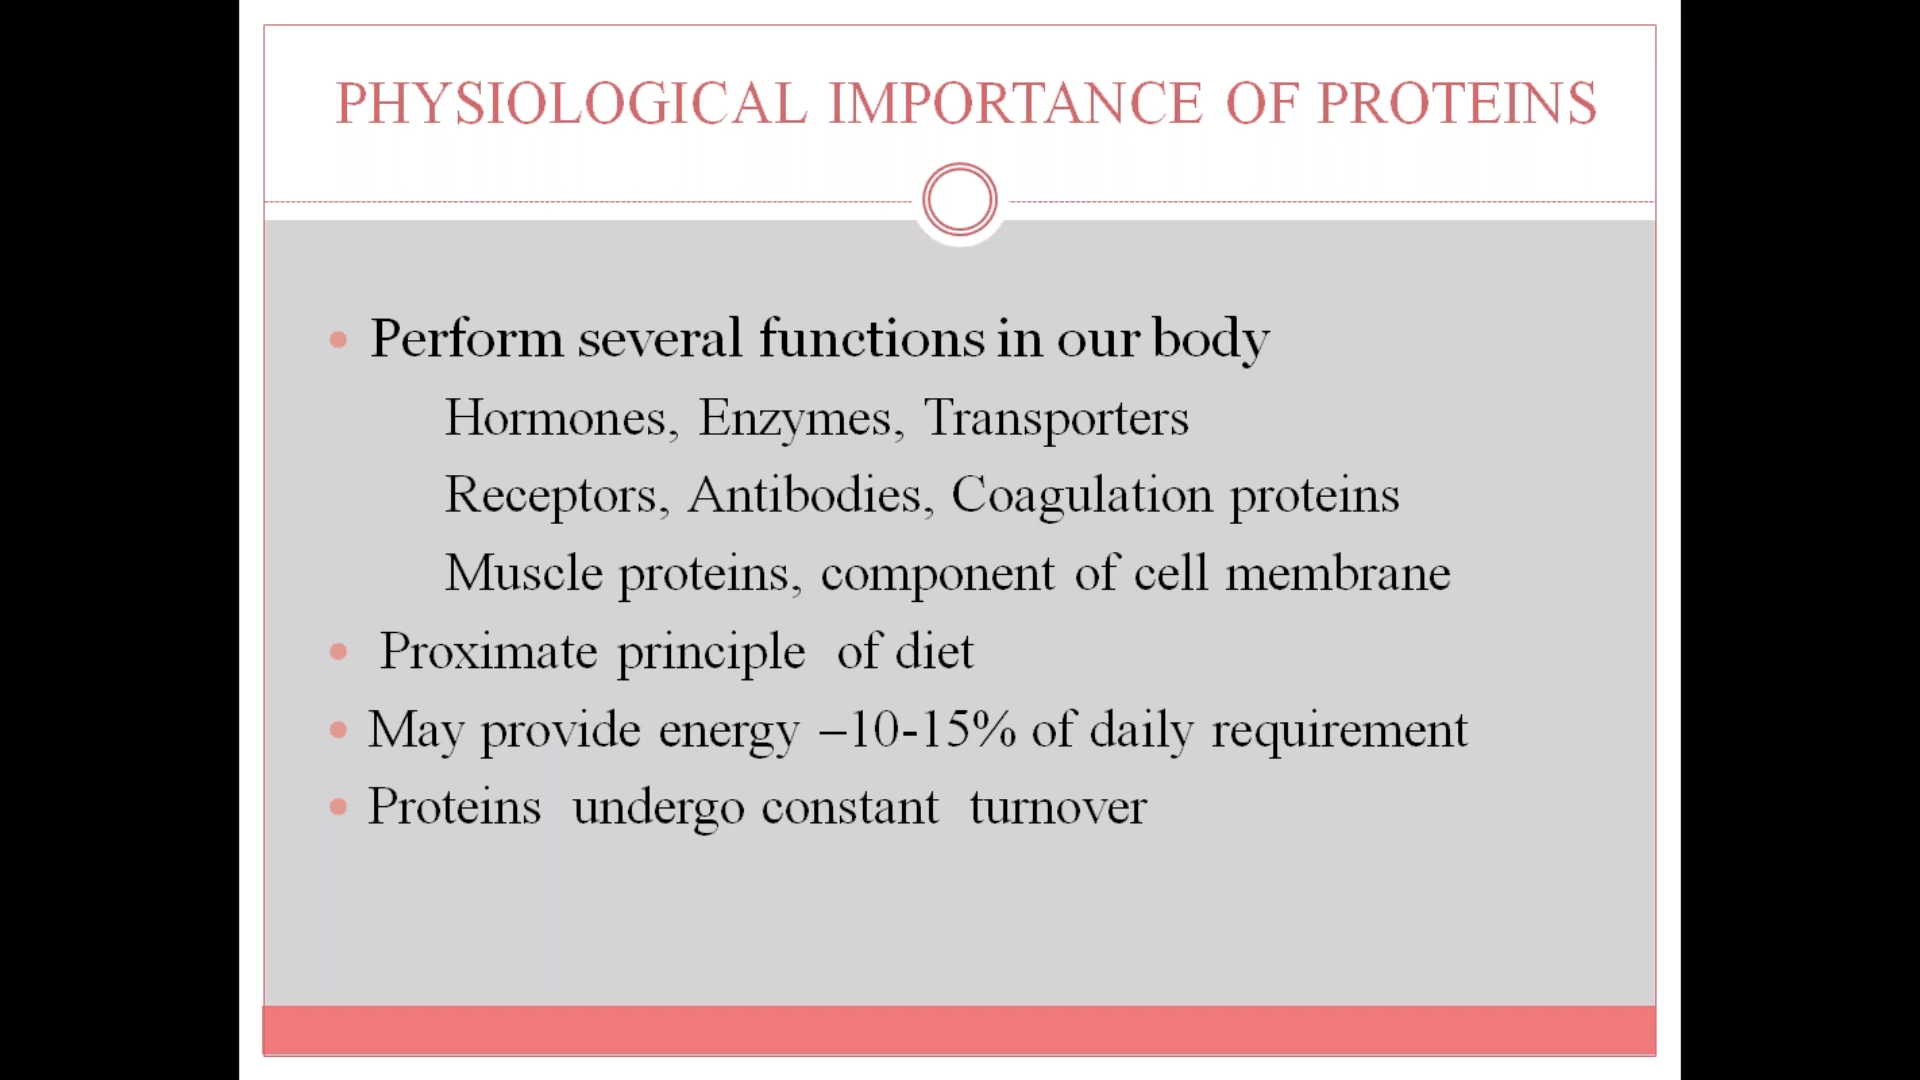 PHYSIOLOGICAL IMPORTANCE OF PROTEINS
• Perform several functions in our body
Hormones, Enzymes, Transporters
Receptors, Antibodies, Coagulation proteins
Muscle proteins, component of cell membrane
• Proximate principle of diet
• May provide energy –10-15% of daily requirement
• Proteins undergo constant turnover